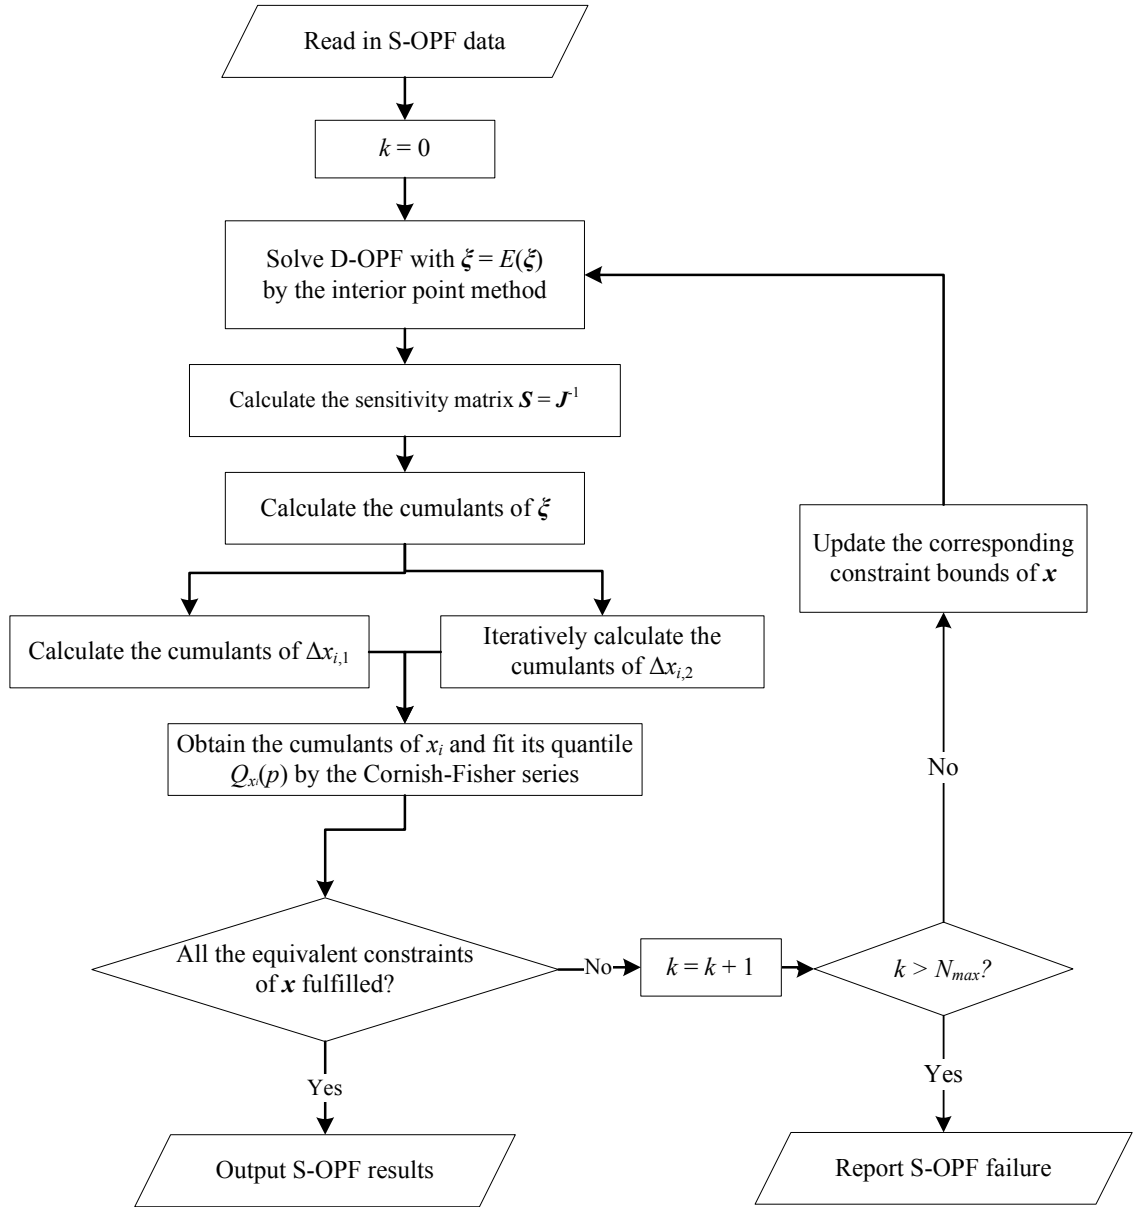 Read in S-OPF data
k = 0
Solve D-OPF with ξ = E(ξ)
by the interior point method
Calculate the sensitivity matrix S = J⁻¹
Calculate the cumulants of ξ
Calculate the cumulants of Δxᵢ,₁
Iteratively calculate the
cumulants of Δxᵢ,₂
Obtain the cumulants of xᵢ and fit its quantile
Qxᵢ(p) by the Cornish-Fisher series
All the equivalent constraints
of x fulfilled?
No
k = k + 1
k > Nmax?
No
Update the corresponding
constraint bounds of x
Yes
Yes
Output S-OPF results
Report S-OPF failure